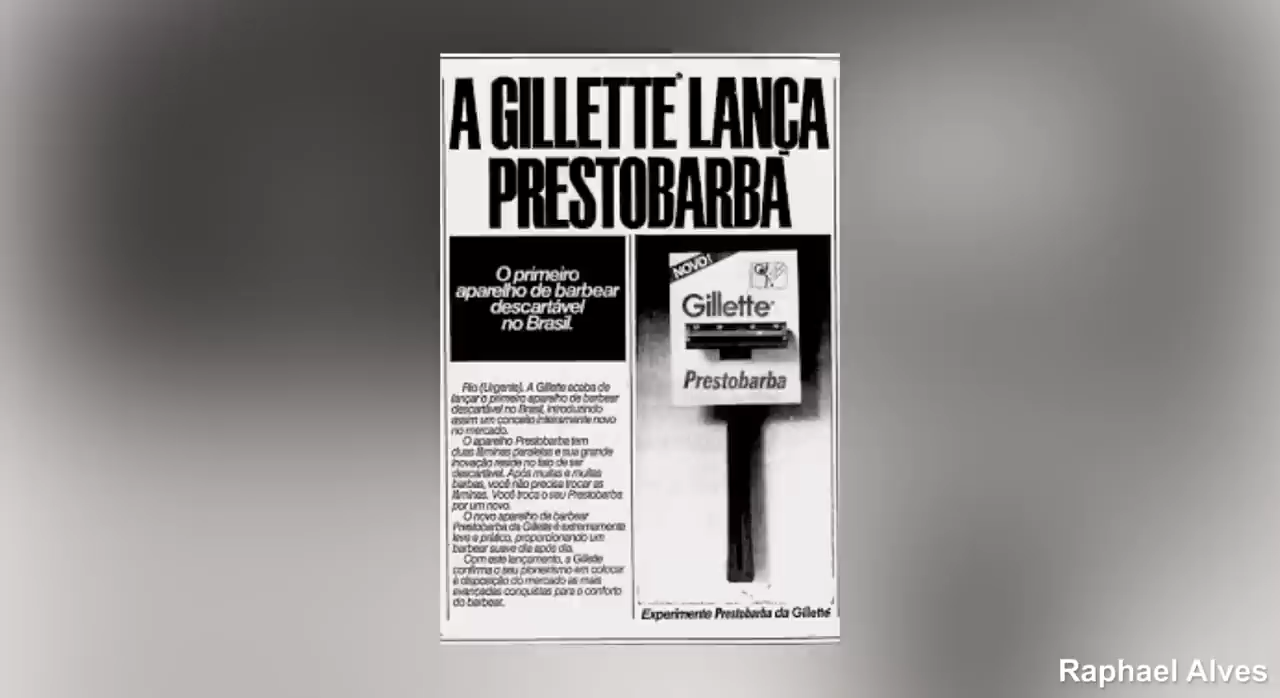 A GILLETTE LANÇA
PRESTOBARBA
O primeiro
aparelho de barbear
descartável
no Brasil.
Rio (Urgente). A Gillette acaba de
lançar o primeiro aparelho de barbear
descartável no Brasil, introduzindo
assim um conceito inteiramente novo
no mercado.
O aparelho Prestobarba tem
duas lâminas paralelas e sua grande
inovação reside no fato de ser
descartável. Após muitas e muitas
barbas, você não precisa trocar as
lâminas. Você troca o seu Prestobarba
por um novo.
O novo aparelho de barbear
Prestobarba da Gillette é extremamente
leve e prático, proporcionando um
barbear suave dia após dia.
Com este lançamento, a Gillette
confirma o seu pioneirismo em colocar
à disposição do mercado as mais
avançadas conquistas para o conforto
do barbear.
NOVO!
Gillette
Prestobarba
Experimente Prestobarba da Gillette
Raphael Alves